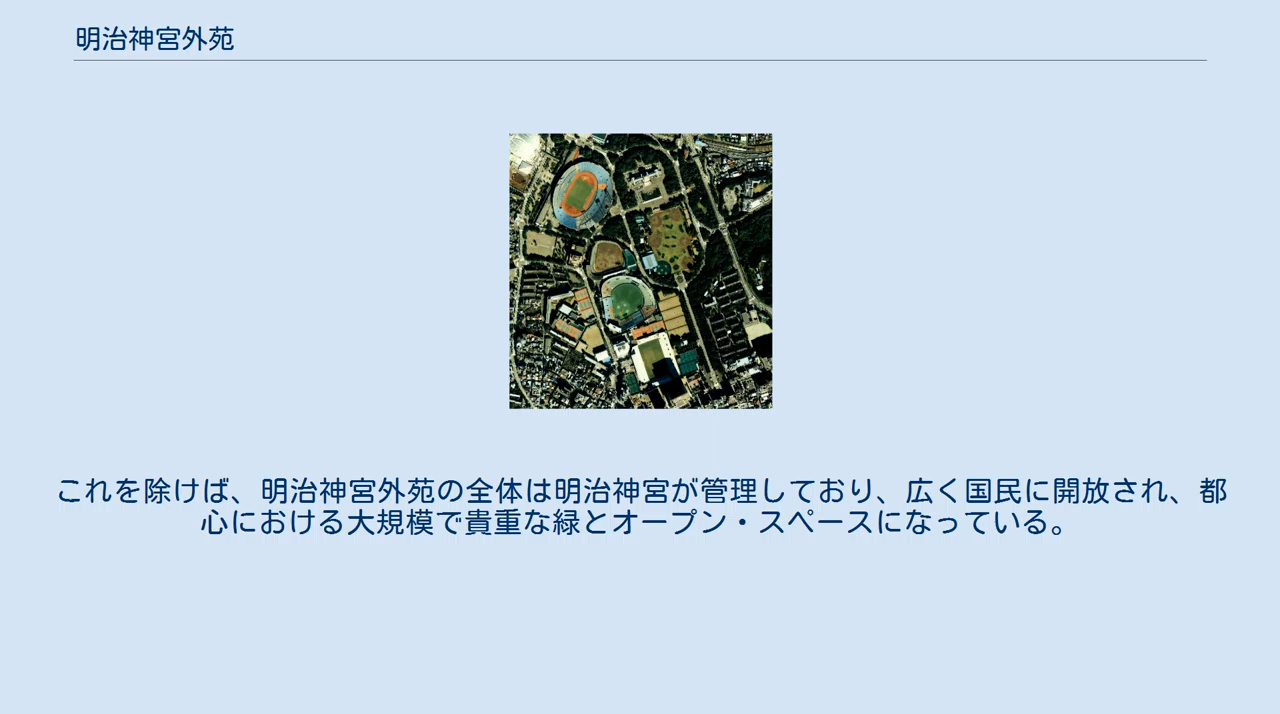 明治神宮外苑
これを除けば、明治神宮外苑の全体は明治神宮が管理しており、広く国民に開放され、都
心における大規模で貴重な緑とオープン・スペースになっている。